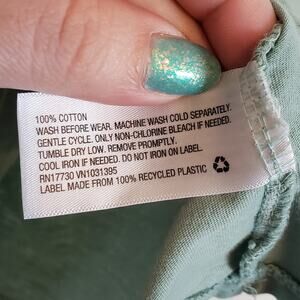 100% COTTON
WASH BEFORE WEAR. MACHINE WASH COLD SEPARATELY.
GENTLE CYCLE. ONLY NON-CHLORINE BLEACH IF NEEDED.
TUMBLE DRY LOW. REMOVE PROMPTLY.
COOL IRON IF NEEDED. DO NOT IRON ON LABEL.
RN17730 VN1031395
LABEL MADE FROM 100% RECYCLED PLASTIC